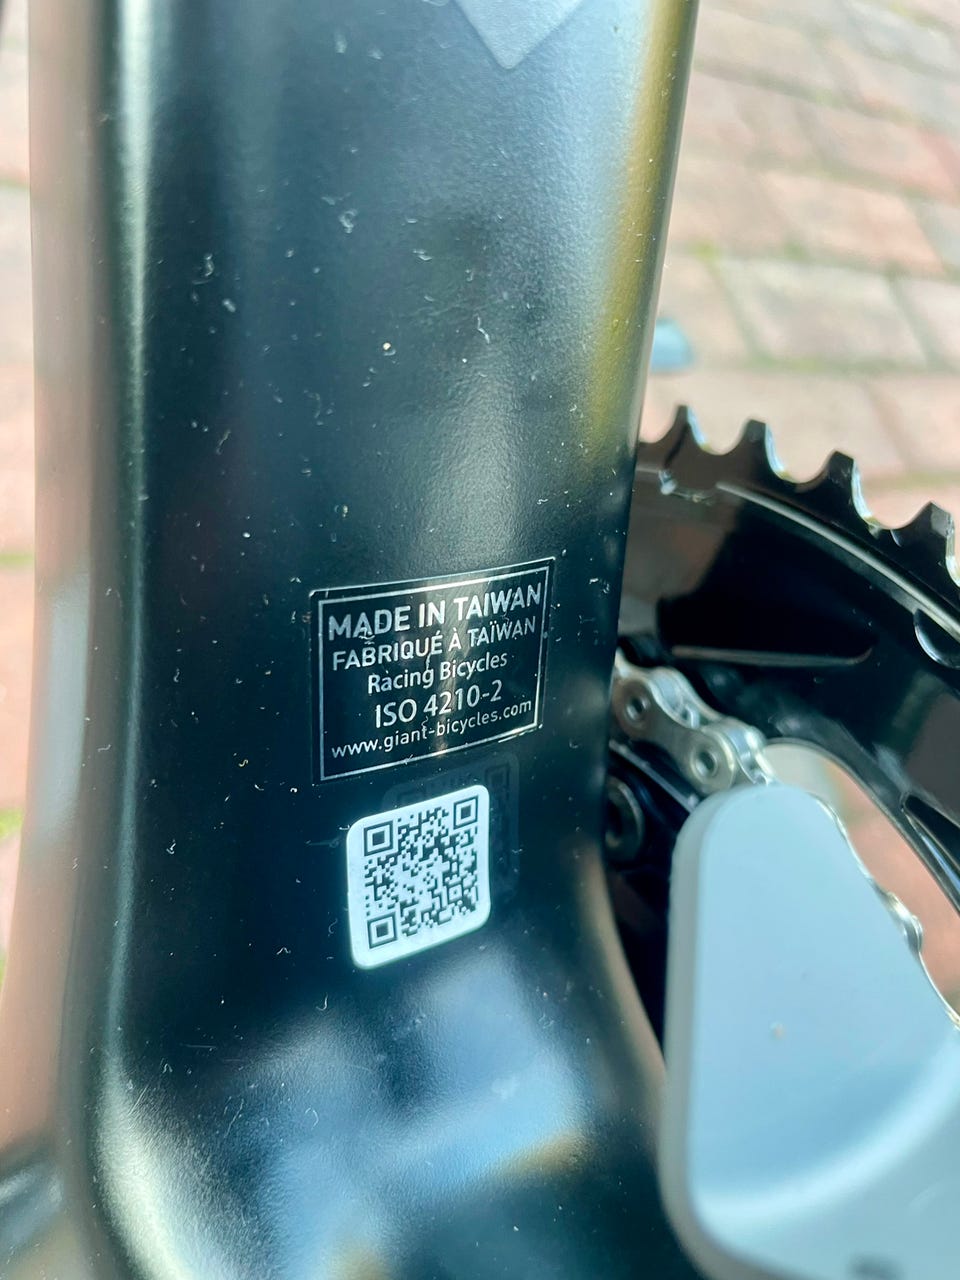 MADE IN TAIWAN
FABRIQUÉ À TAÏWAN
Racing Bicycles
ISO 4210-2
www.giant-bicycles.com